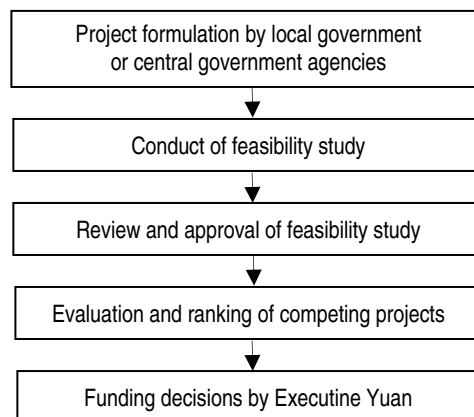 Project formulation by local government
or central government agencies
Conduct of feasibility study
Review and approval of feasibility study
Evaluation and ranking of competing projects
Funding decisions by Executine Yuan